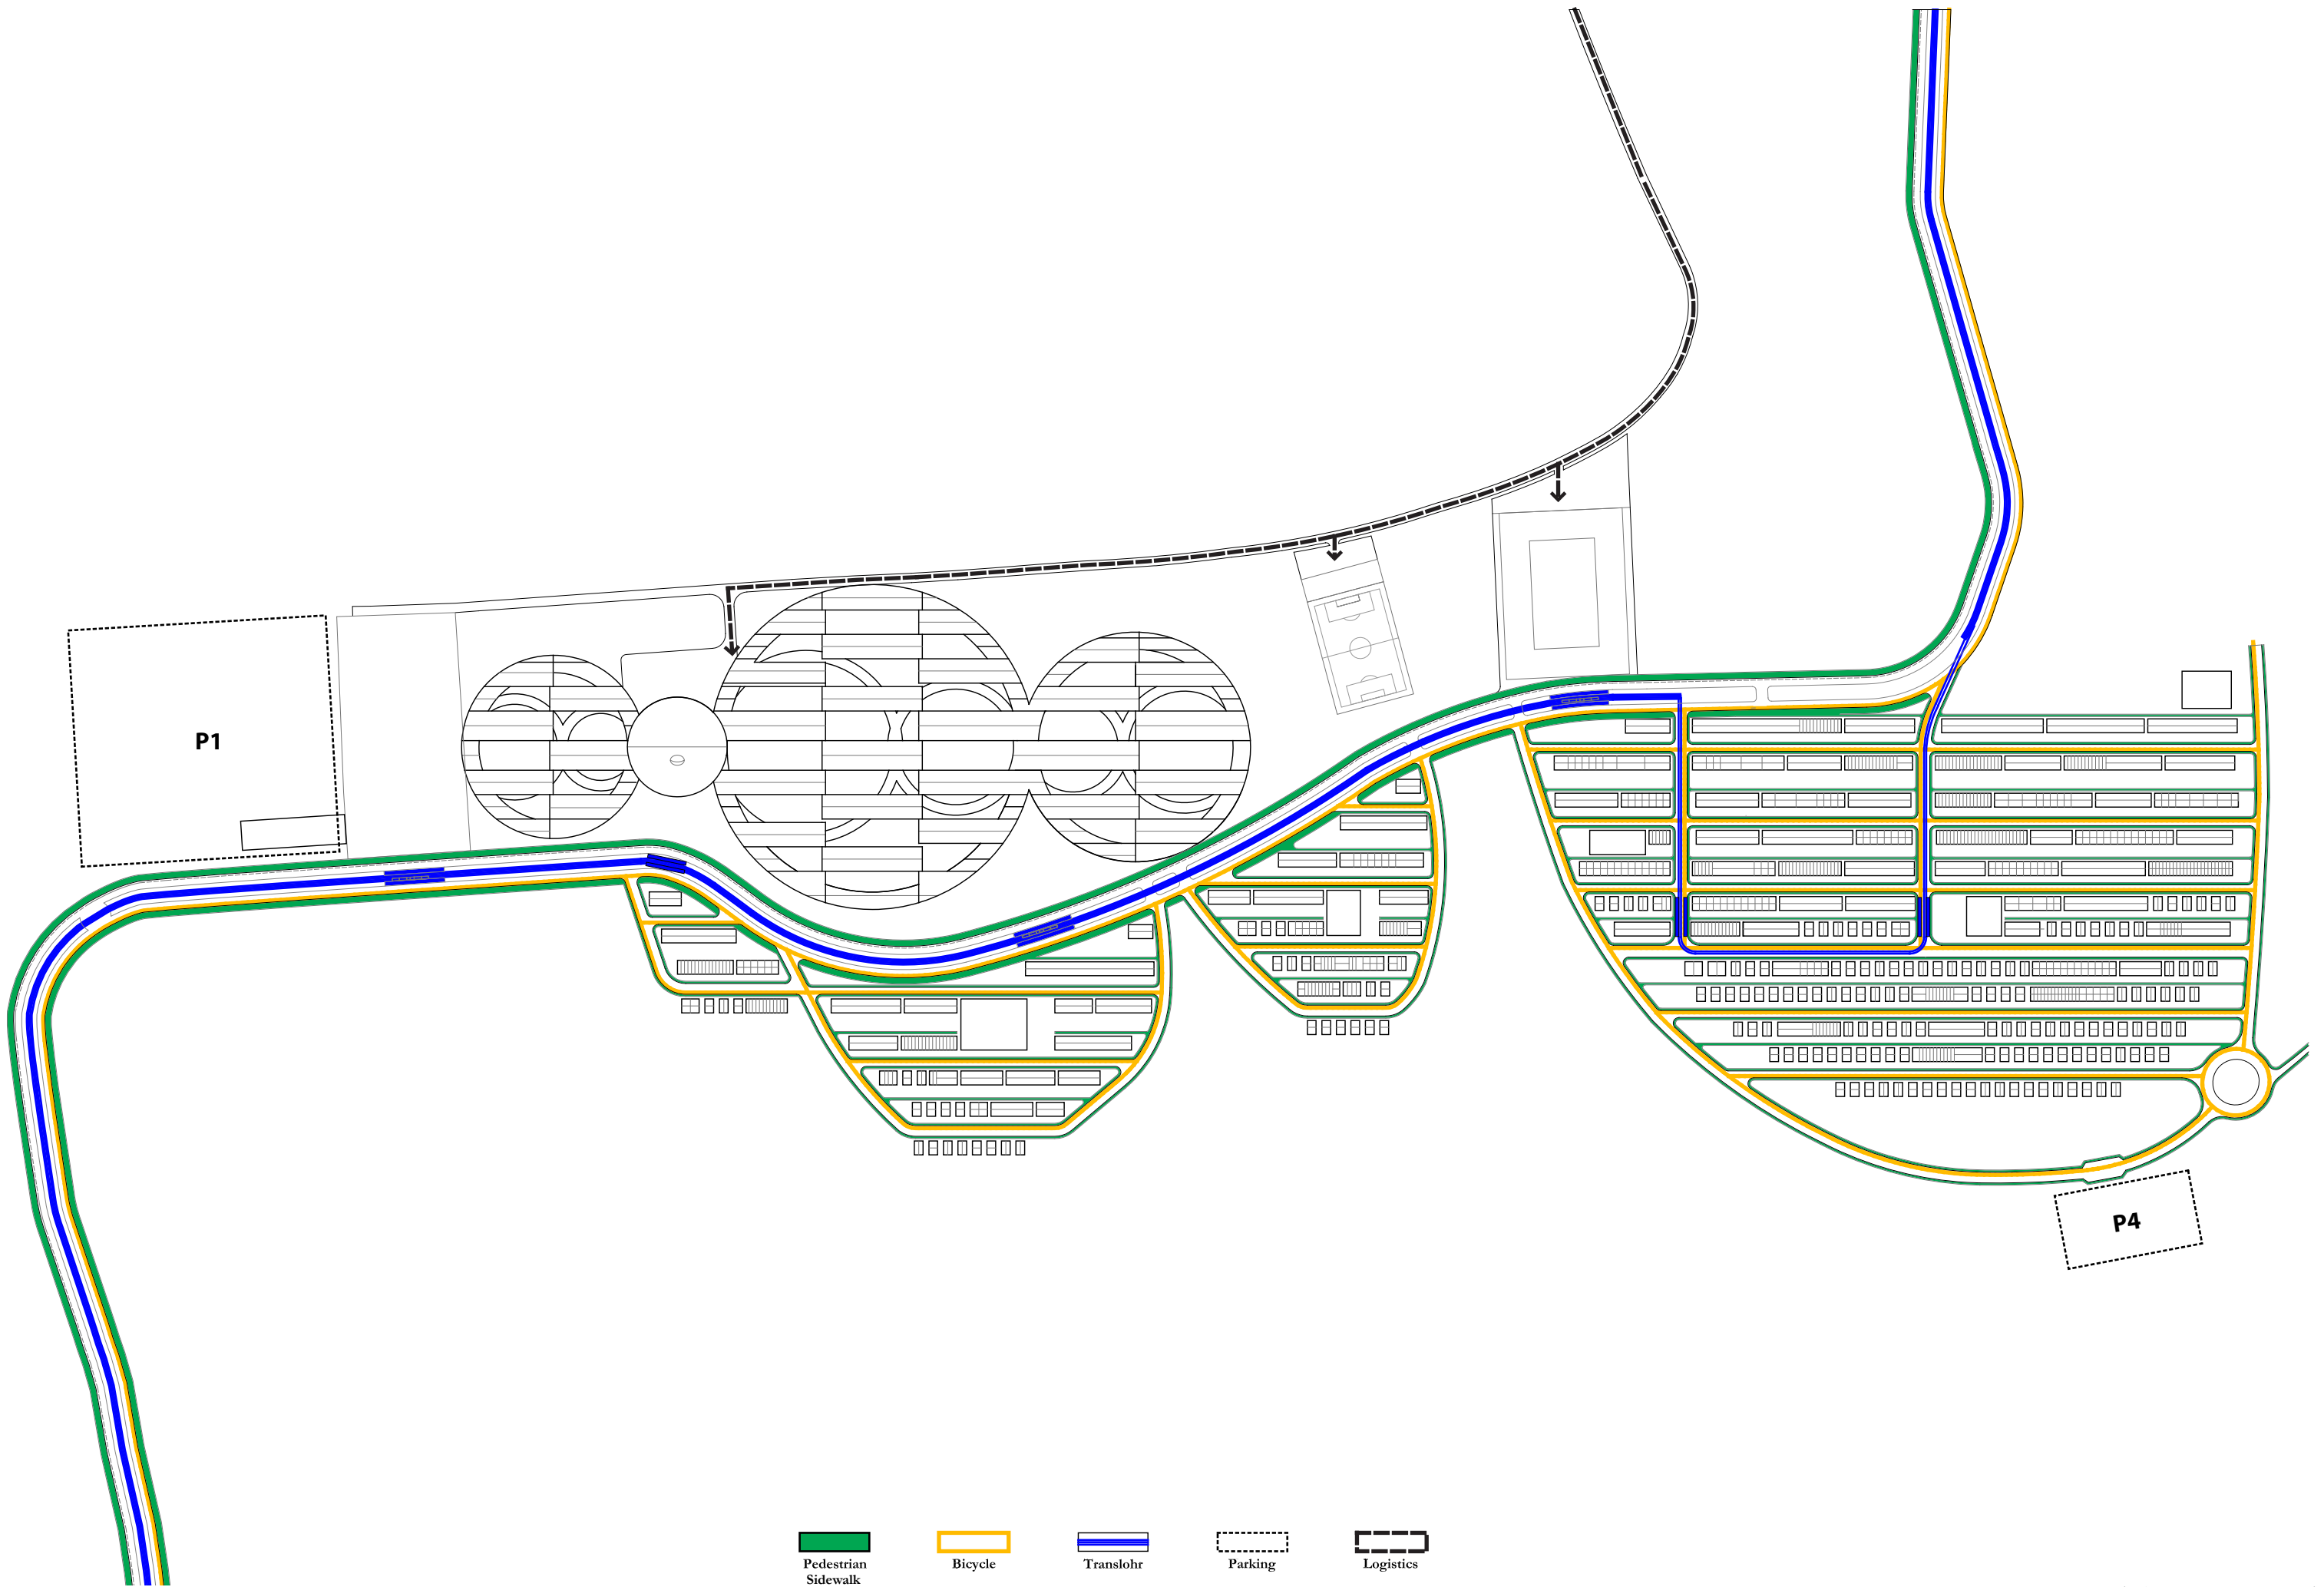 P1
P4
Pedestrian
Sidewalk
Bicycle
Translohr
Parking
Logistics